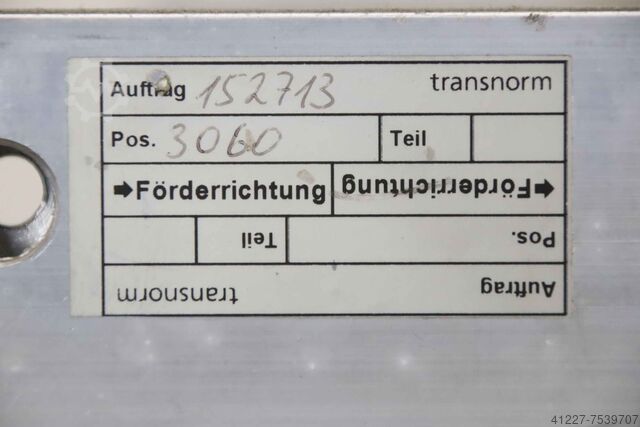 Auftrag 152713 transnorm
Pos. 3060 Teil
➡Förderrichtung ➡Förderrichtung
Teil Pos.
transnorm Auftrag
41227-7539707